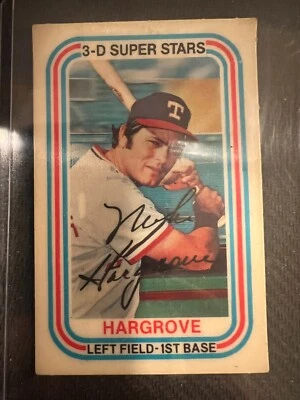 3-D SUPER STARS
T
Mike
Hargrove
HARGROVE
LEFT FIELD-1ST BASE